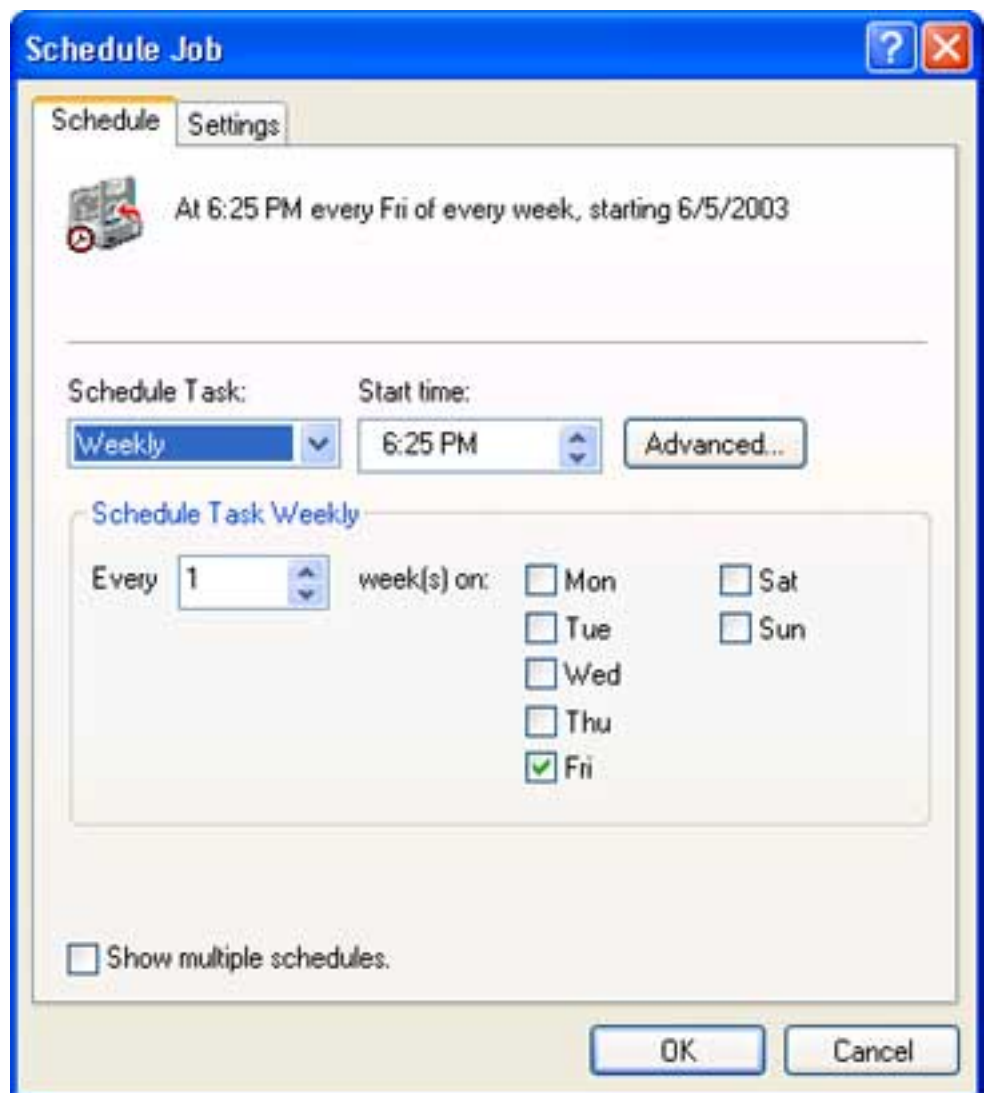 Schedule Job
Schedule Settings
At 6:25 PM every Fri of every week, starting 6/5/2003
Schedule Task: Start time:
Weekly 6:25 PM Advanced...
Schedule Task Weekly
Every 1 week(s) on: Mon Sat
Tue Sun
Wed
Thu
Fri
Show multiple schedules.
OK Cancel